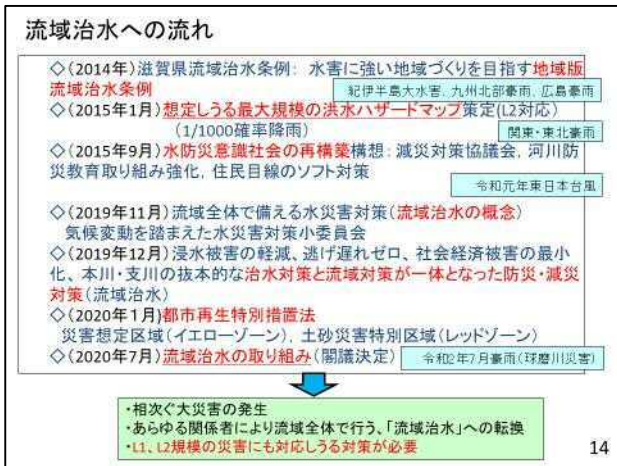 流域治水への流れ
◇(2014年)滋賀県流域治水条例: 水害に強い地域づくりを目指す地域版
流域治水条例
紀伊半島大水害, 九州北部豪雨, 広島豪雨
◇(2015年1月)想定しうる最大規模の洪水ハザードマップ策定(L2対応)
(1/1000確率降雨)
関東・東北豪雨
◇(2015年9月)水防災意識社会の再構築構想: 減災対策協議会, 河川防
災教育取り組み強化, 住民目線のソフト対策
令和元年東日本台風
◇(2019年11月)流域全体で備える水災害対策(流域治水の概念)
気候変動を踏まえた水災害対策小委員会
◇(2019年12月)浸水被害の軽減、逃げ遅れゼロ、社会経済被害の最小
化、本川・支川の抜本的な治水対策と流域対策が一体となった防災・減災
対策(流域治水)
◇(2020年1月)都市再生特別措置法
災害想定区域(イエローゾーン), 土砂災害特別区域(レッドゾーン)
◇(2020年7月)流域治水の取り組み(閣議決定)
令和2年7月豪雨(球磨川災害)
・相次ぐ大災害の発生
・あらゆる関係者により流域全体で行う、「流域治水」への転換
・L1、L2規模の災害にも対応しうる対策が必要
14